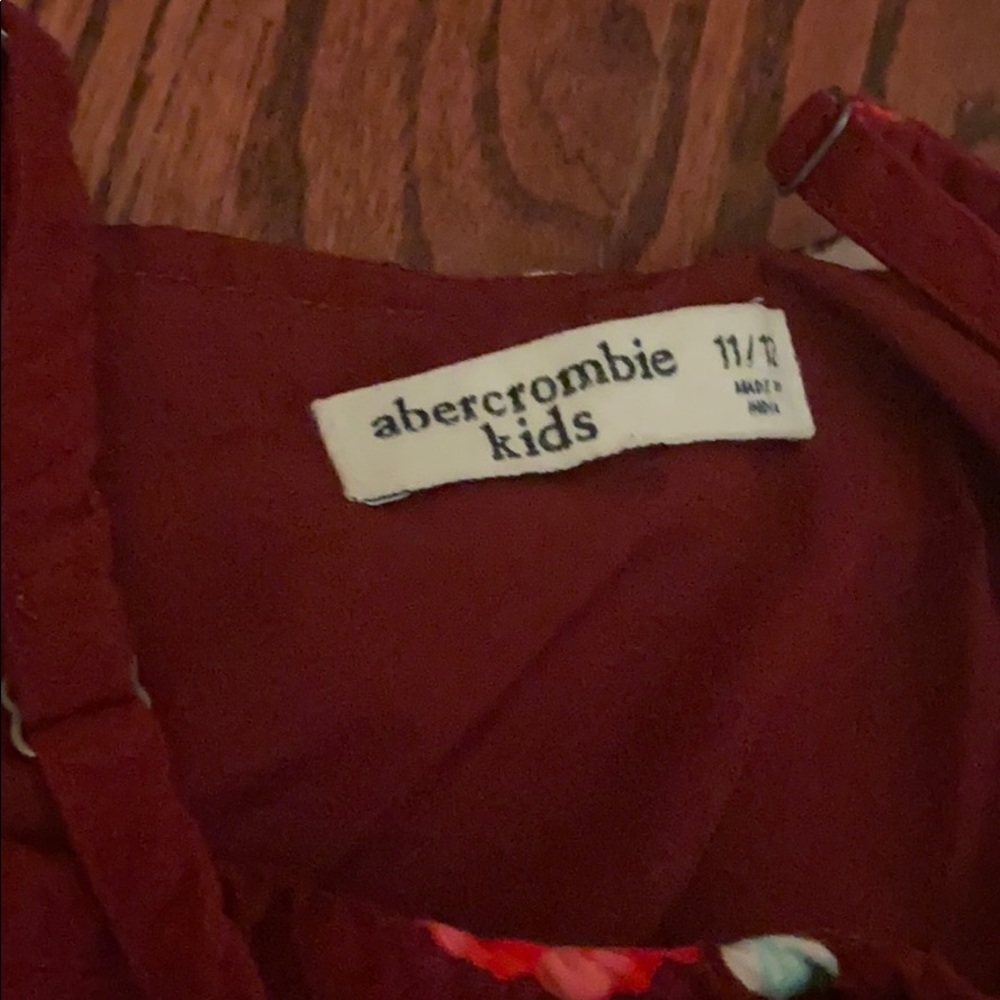 abercrombie
kids
11/12
MADE IN
INDIA